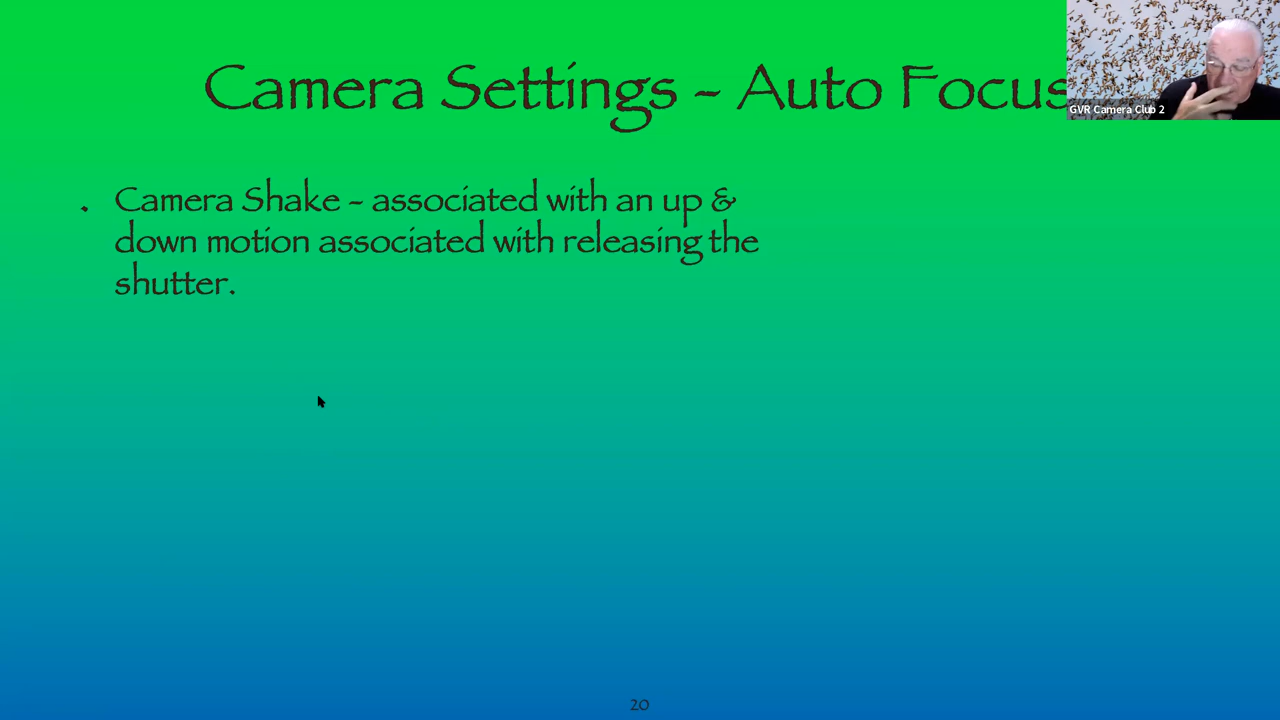 Camera Settings - Auto Focus
GVR Camera Club 2
. Camera Shake - associated with an up &
down motion associated with releasing the
shutter.
20